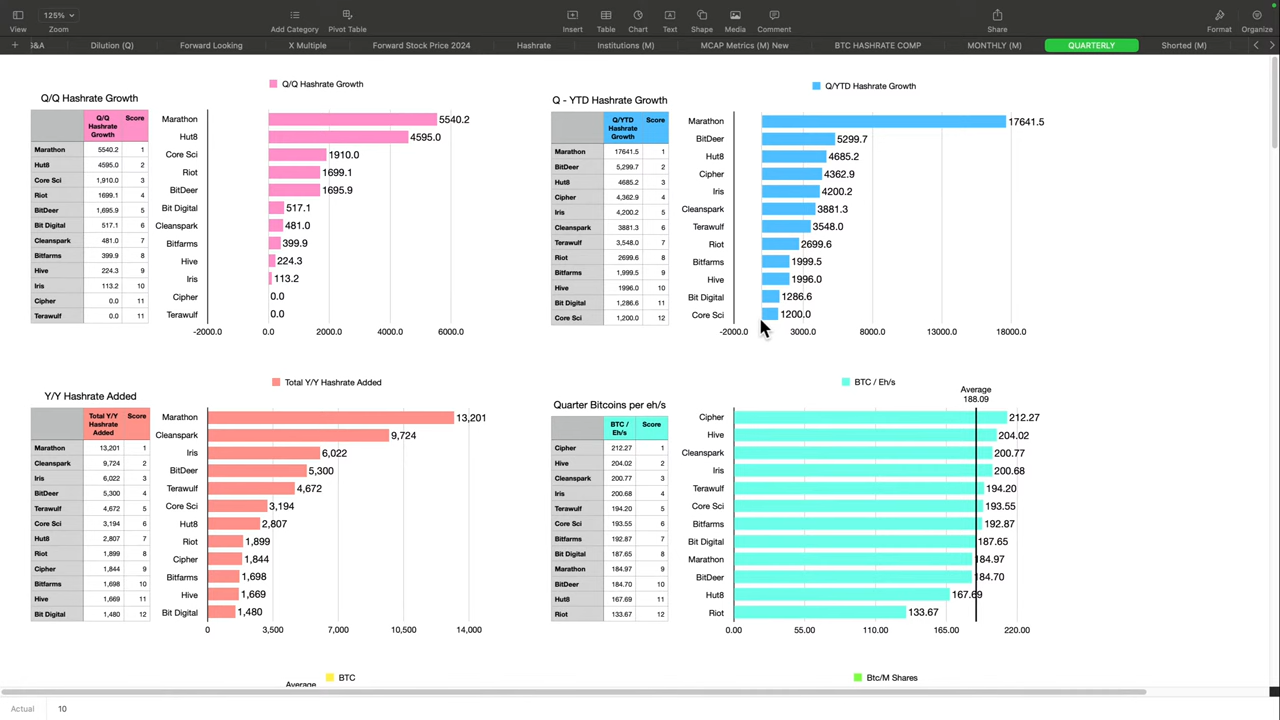 125%
View
Zoom
Add Category
Pivot Table
Insert
Table
Chart
Text
Shape
Media
Comment
Share
Format
Organize
S&A
Dilution (Q)
Forward Looking
X Multiple
Forward Stock Price 2024
Hashrate
Institutions (M)
MCAP Metrics (M) New
BTC HASHRATE COMP
MONTHLY (M)
QUARTERLY
Shorted (M)
Q/Q Hashrate Growth
Q/Q Hashrate Growth Score
Marathon 5540.2 1
Hut8 4595.0 2
Core Sci 1,910.0 3
Riot 1699.1 4
BitDeer 1,695.9 5
Bit Digital 517.1 6
Cleanspark 481.0 7
Bitfarms 399.9 8
Hive 224.3 9
Iris 113.2 10
Cipher 0.0 11
Terawulf 0.0 11
Q/Q Hashrate Growth
Marathon 5540.2
Hut8 4595.0
Core Sci 1910.0
Riot 1699.1
BitDeer 1695.9
Bit Digital 517.1
Cleanspark 481.0
Bitfarms 399.9
Hive 224.3
Iris 113.2
Cipher 0.0
Terawulf 0.0
-2000.0 0.0 2000.0 4000.0 6000.0
Q - YTD Hashrate Growth
Q/YTD Hashrate Growth Score
Marathon 17641.5 1
BitDeer 5,299.7 2
Hut8 4685.2 3
Cipher 4,362.9 4
Iris 4,200.2 5
Cleanspark 3881.3 6
Terawulf 3,548.0 7
Riot 2699.6 8
Bitfarms 1,999.5 9
Hive 1996.0 10
Bit Digital 1,286.6 11
Core Sci 1,200.0 12
Q/YTD Hashrate Growth
Marathon 17641.5
BitDeer 5299.7
Hut8 4685.2
Cipher 4362.9
Iris 4200.2
Cleanspark 3881.3
Terawulf 3548.0
Riot 2699.6
Bitfarms 1999.5
Hive 1996.0
Bit Digital 1286.6
Core Sci 1200.0
-2000.0 3000.0 8000.0 13000.0 18000.0
Y/Y Hashrate Added
Total Y/Y Hashrate Added Score
Marathon 13,201 1
Cleanspark 9,724 2
Iris 6,022 3
BitDeer 5,300 4
Terawulf 4,672 5
Core Sci 3,194 6
Hut8 2,807 7
Riot 1,899 8
Cipher 1,844 9
Bitfarms 1,698 10
Hive 1,669 11
Bit Digital 1,480 12
Total Y/Y Hashrate Added
Marathon 13,201
Cleanspark 9,724
Iris 6,022
BitDeer 5,300
Terawulf 4,672
Core Sci 3,194
Hut8 2,807
Riot 1,899
Cipher 1,844
Bitfarms 1,698
Hive 1,669
Bit Digital 1,480
0 3,500 7,000 10,500 14,000
Quarter Bitcoins per eh/s
BTC / Eh/s Score
Cipher 212.27 1
Hive 204.02 2
Cleanspark 200.77 3
Iris 200.68 4
Terawulf 194.20 5
Core Sci 193.55 6
Bitfarms 192.87 7
Bit Digital 187.65 8
Marathon 184.97 9
BitDeer 184.70 10
Hut8 167.69 11
Riot 133.67 12
BTC / Eh/s
Average
188.09
Cipher 212.27
Hive 204.02
Cleanspark 200.77
Iris 200.68
Terawulf 194.20
Core Sci 193.55
Bitfarms 192.87
Bit Digital 187.65
Marathon 184.97
BitDeer 184.70
Hut8 167.69
Riot 133.67
0.00 55.00 110.00 165.00 220.00
Average
BTC
Btc/M Shares
Actual 10